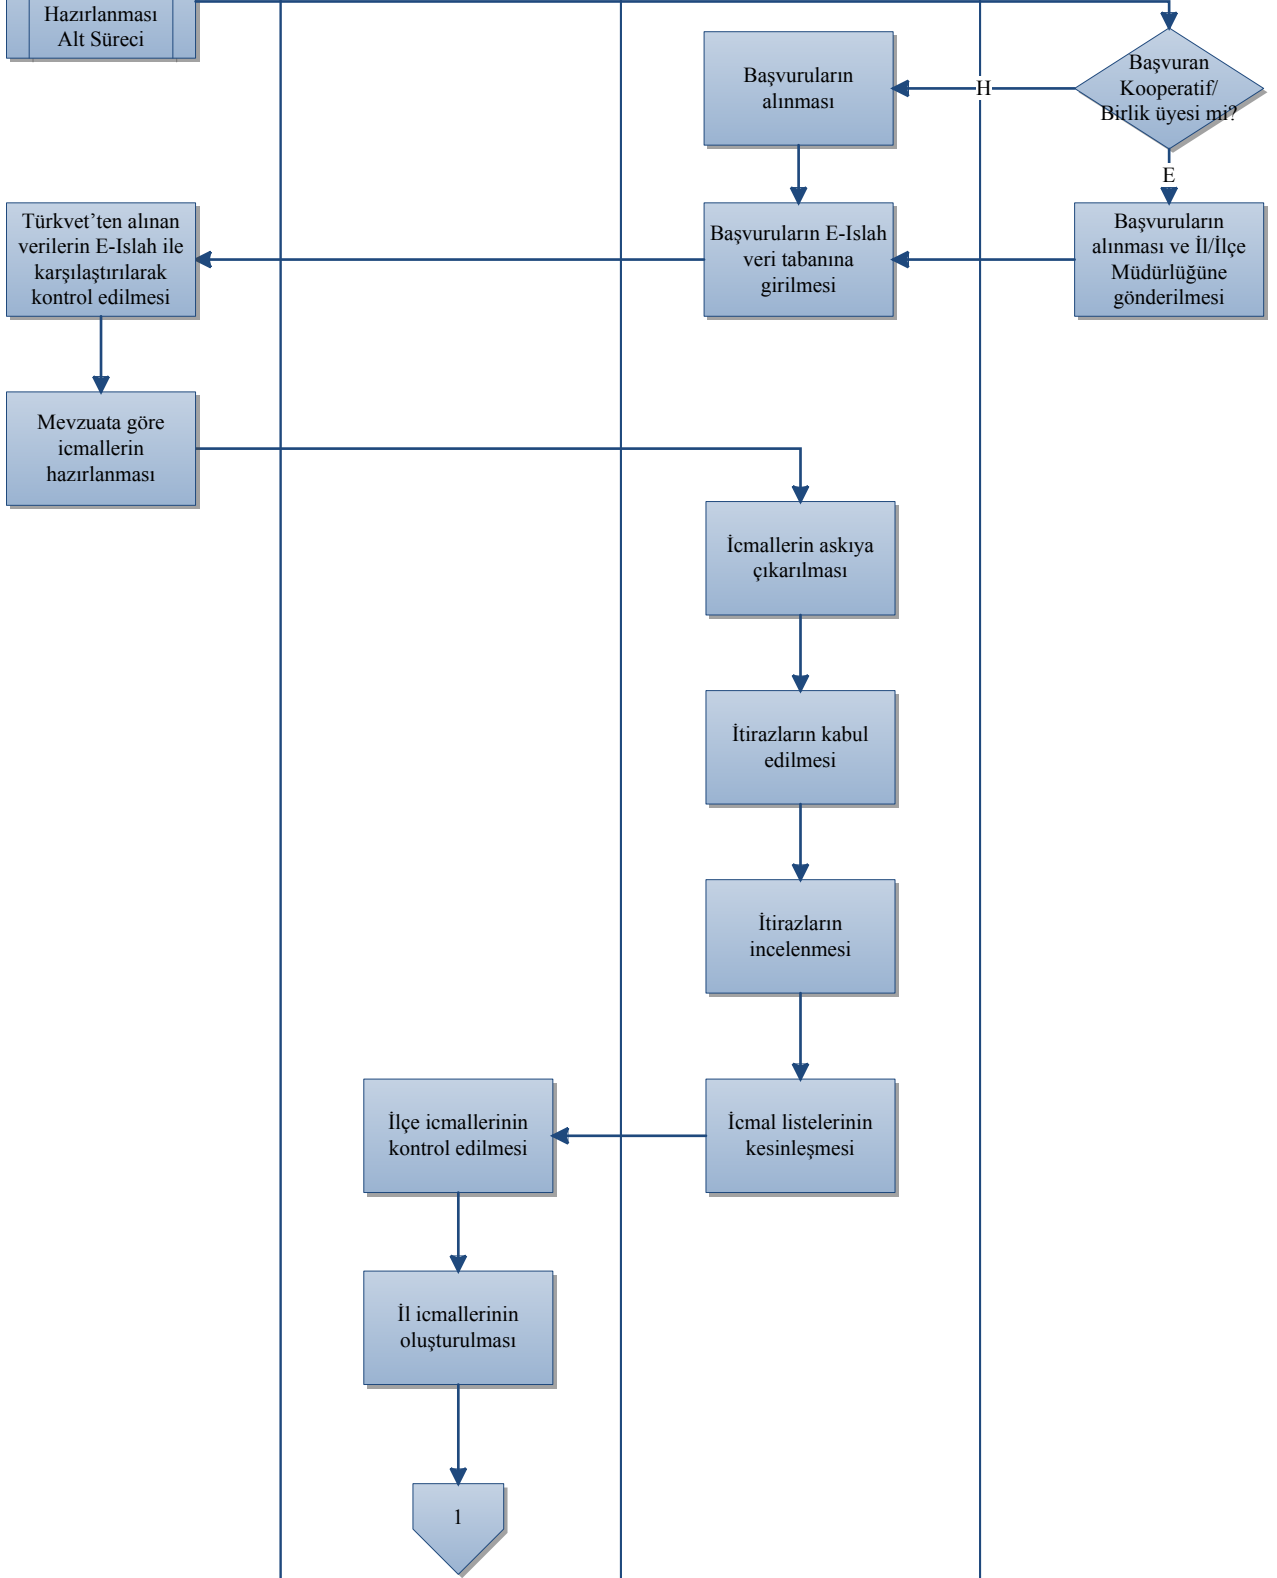 Hazırlanması
Alt Süreci
Başvuran
Kooperatif/
Birlik üyesi mi?
H
Başvuruların
alınması
E
Başvuruların
alınması ve İl/İlçe
Müdürlüğüne
gönderilmesi
Başvuruların E-Islah
veri tabanına
girilmesi
Türkvet’ten alınan
verilerin E-Islah ile
karşılaştırılarak
kontrol edilmesi
Mevzuata göre
icmallerin
hazırlanması
İcmallerin askıya
çıkarılması
İtirazların kabul
edilmesi
İtirazların
incelenmesi
İcmal listelerinin
kesinleşmesi
İlçe icmallerinin
kontrol edilmesi
İl icmallerinin
oluşturulması
1